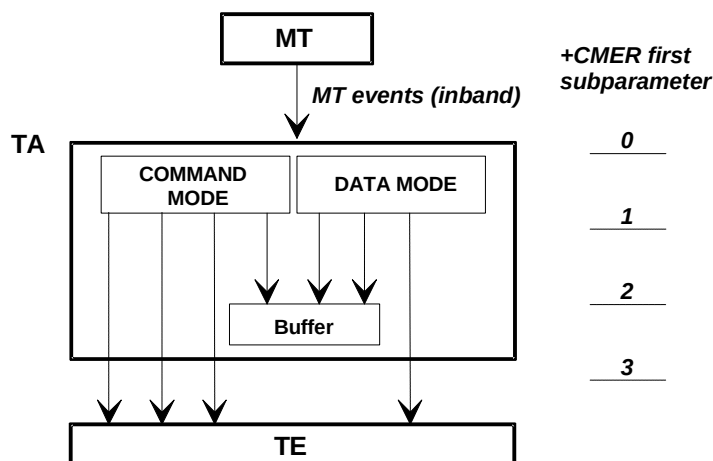 MT
+CMER first
subparameter
MT events (inband)
TA
0
COMMAND
MODE
DATA MODE
1
2
Buffer
3
TE